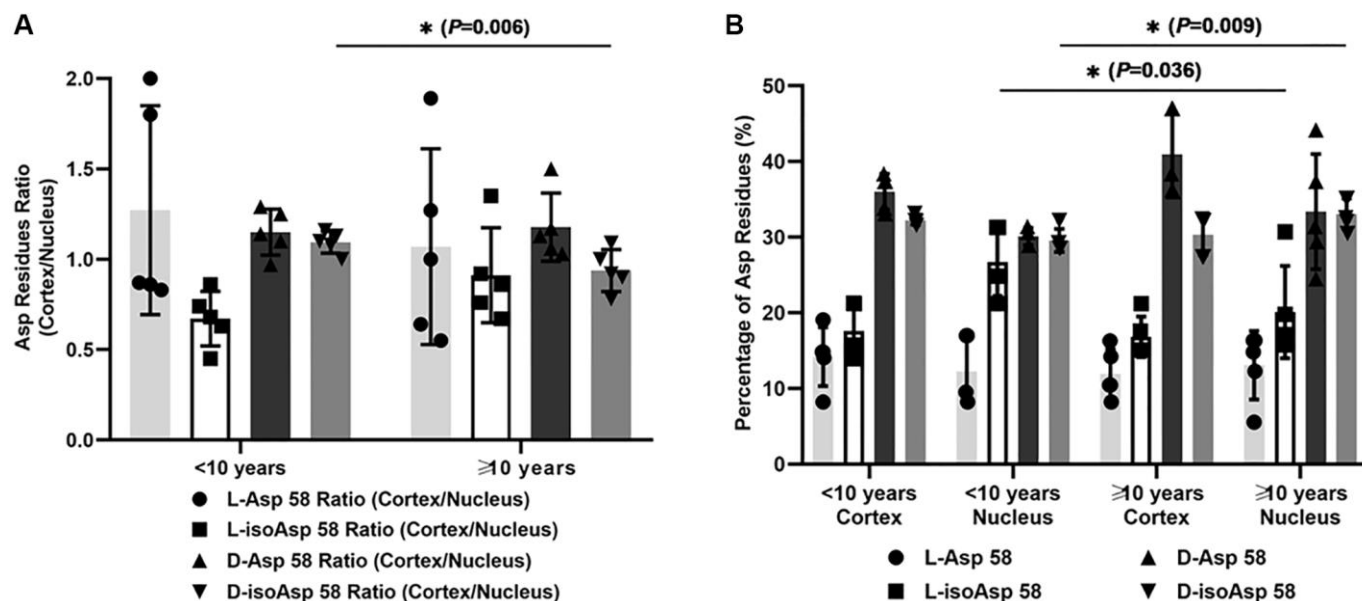 A
* (P=0.006)
Asp Residues Ratio
(Cortex/Nucleus)
2.0
1.5
1.0
0.5
0.0
<10 years
⩾10 years
L-Asp 58 Ratio (Cortex/Nucleus)
L-isoAsp 58 Ratio (Cortex/Nucleus)
D-Asp 58 Ratio (Cortex/Nucleus)
D-isoAsp 58 Ratio (Cortex/Nucleus)
B
* (P=0.009)
* (P=0.036)
Percentage of Asp Residues (%)
50
40
30
20
10
0
<10 years
Cortex
<10 years
Nucleus
⩾10 years
Cortex
⩾10 years
Nucleus
L-Asp 58
L-isoAsp 58
D-Asp 58
D-isoAsp 58